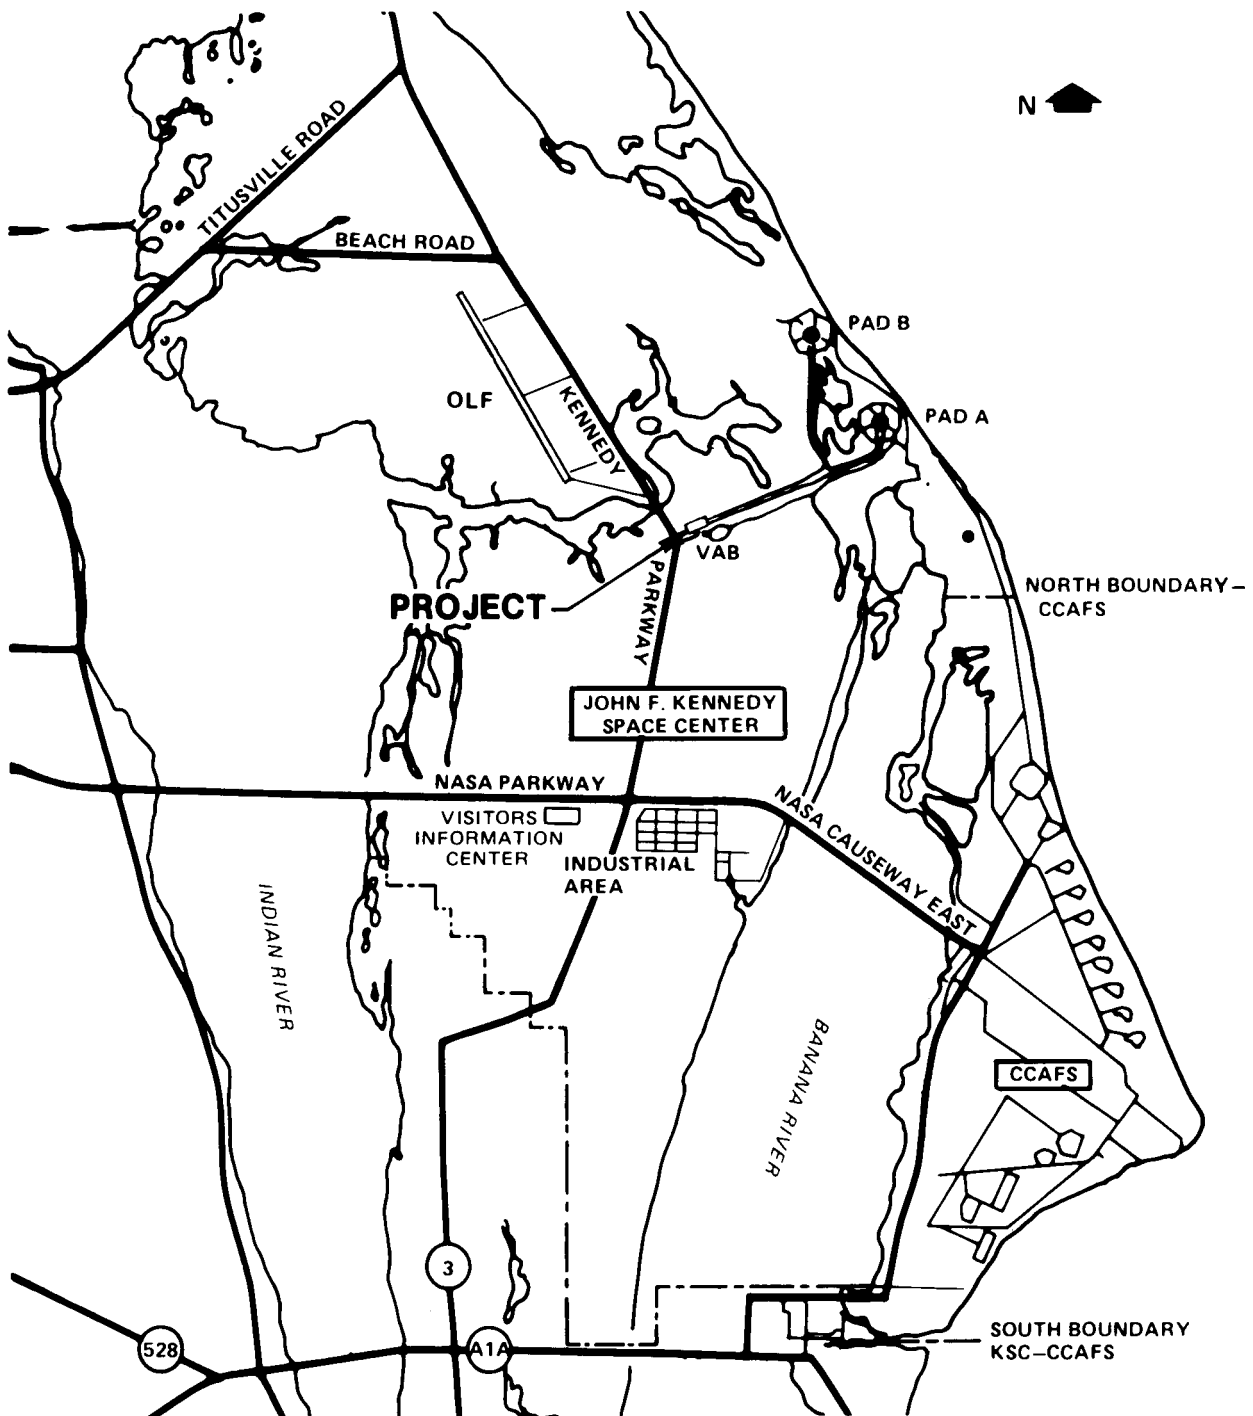 N
TITUSVILLE ROAD
BEACH ROAD
PAD B
PAD A
OLF
KENNEDY
VAB
PROJECT
PARKWAY
NORTH BOUNDARY–
CCAFS
JOHN F. KENNEDY
SPACE CENTER
NASA PARKWAY
NASA CAUSEWAY EAST
VISITORS
INFORMATION
CENTER
INDUSTRIAL
AREA
INDIAN RIVER
BANANA RIVER
CCAFS
3
528
A1A
SOUTH BOUNDARY
KSC–CCAFS